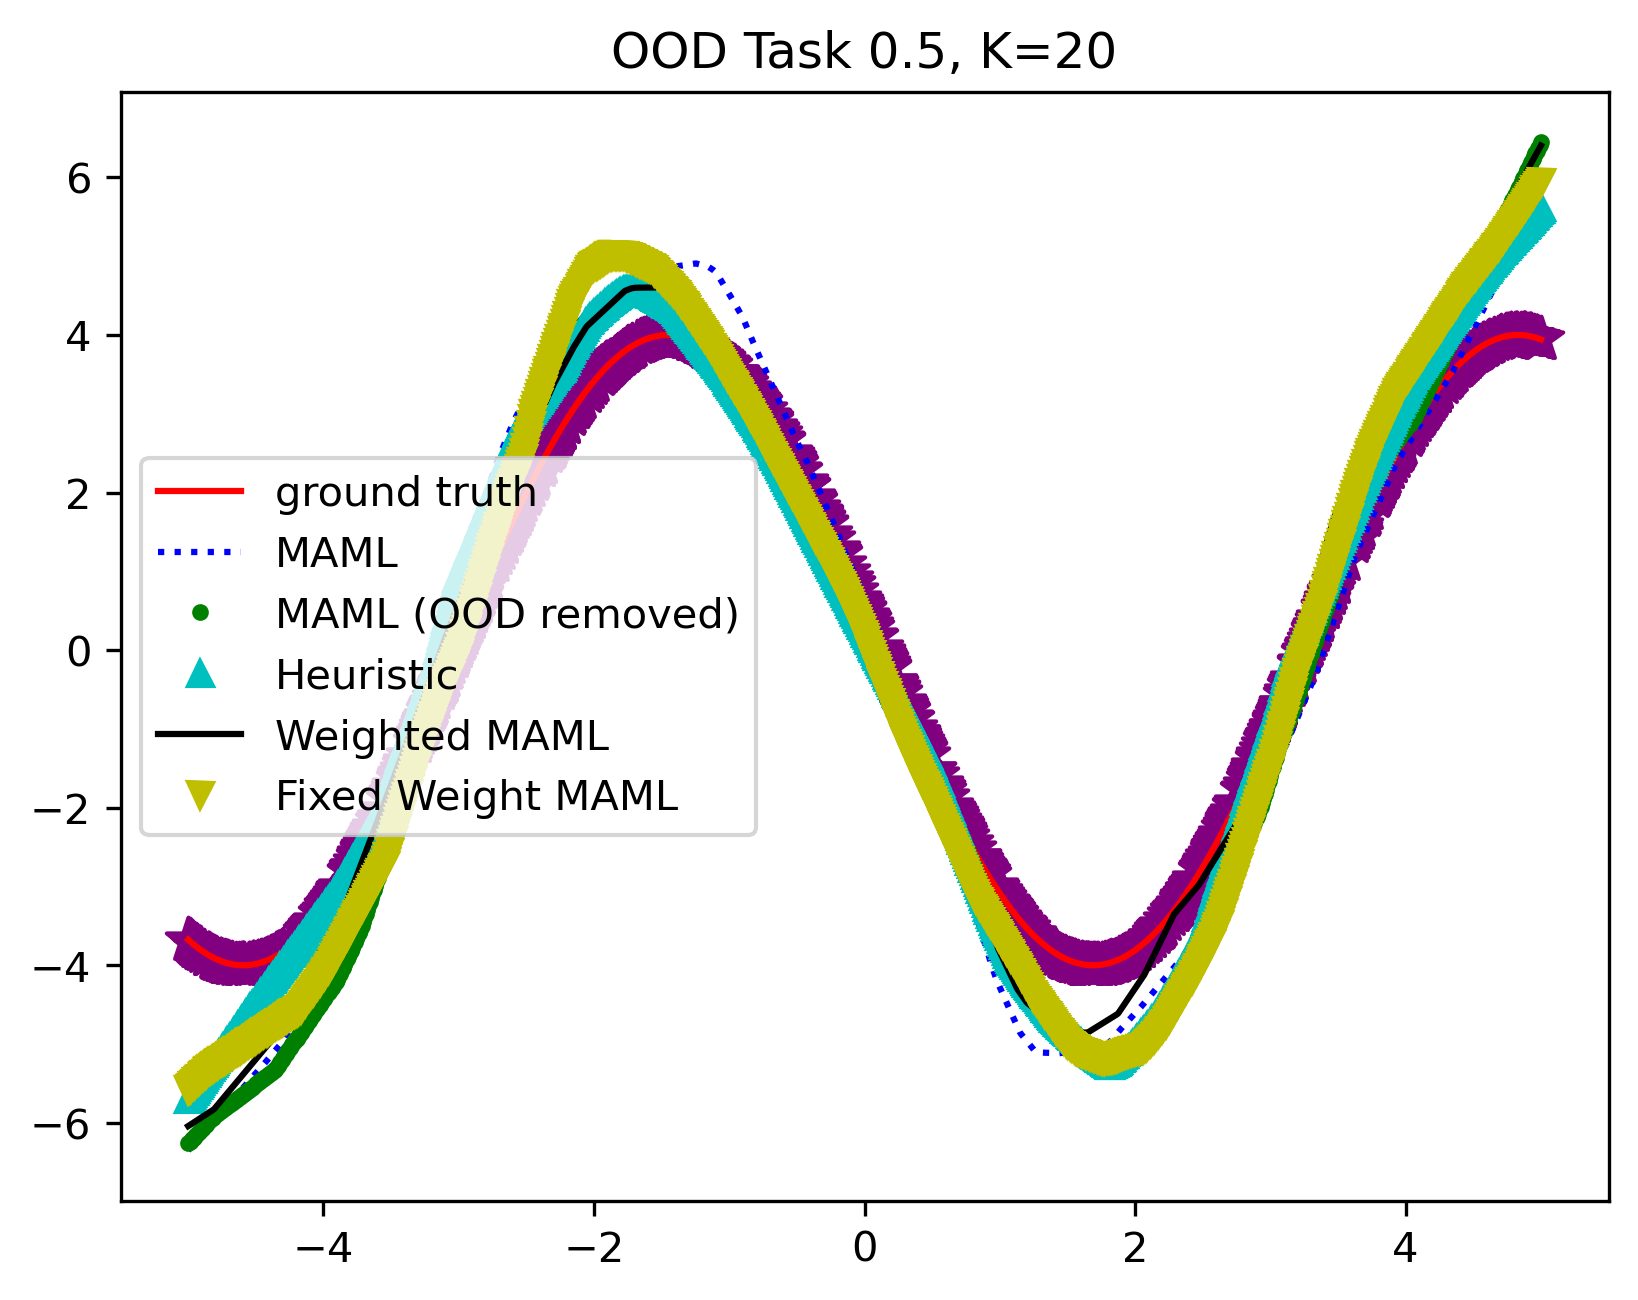 OOD Task 0.5, K=20
6
4
2
0
−2
−4
−6
ground truth
MAML
MAML (OOD removed)
Heuristic
Weighted MAML
Fixed Weight MAML
−4 −2 0 2 4